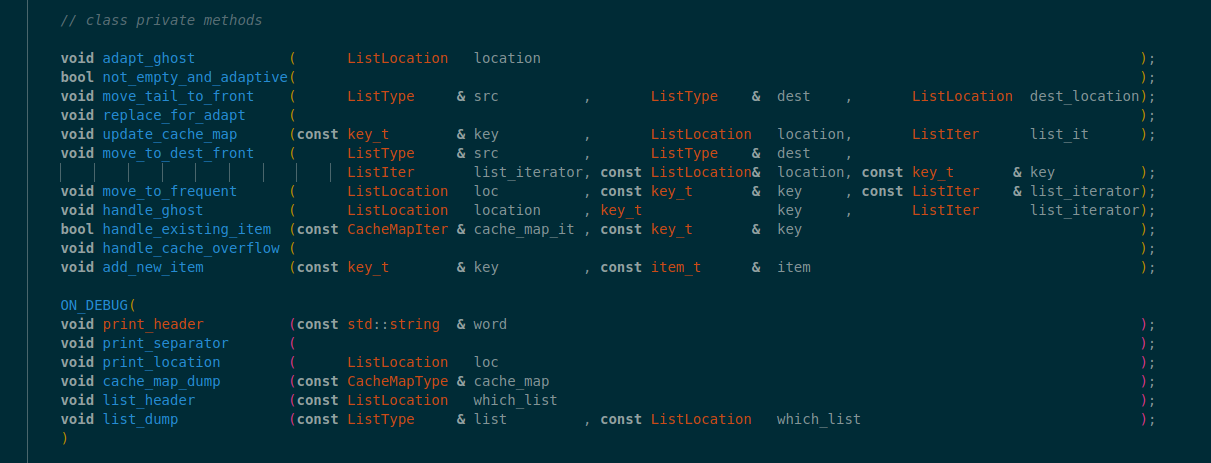 // class private methods
void adapt_ghost           (      ListLocation   location                                                                       );
bool not_empty_and_adaptive(                                                                                                    );
void move_tail_to_front    (      ListType     & src          ,       ListType    &  dest    ,       ListLocation  dest_location);
void replace_for_adapt     (                                                                                                    );
void update_cache_map      (const key_t        & key          ,       ListLocation   location,       ListIter      list_it      );
void move_to_dest_front    (      ListType     & src          ,       ListType    &  dest    ,
                                  ListIter       list_iterator, const ListLocation&  location, const key_t       & key          );
void move_to_frequent      (      ListLocation   loc          , const key_t       &  key     , const ListIter    & list_iterator);
void handle_ghost          (      ListLocation   location     , key_t                key     ,       ListIter      list_iterator);
bool handle_existing_item  (const CacheMapIter & cache_map_it , const key_t       &  key                                        );
void handle_cache_overflow (                                                                                                    );
void add_new_item          (const key_t        & key          , const item_t      &  item                                       );
ON_DEBUG(
void print_header          (const std::string  & word                                                                           );
void print_separator       (                                                                                                    );
void print_location        (      ListLocation   loc                                                                            );
void cache_map_dump        (const CacheMapType & cache_map                                                                      );
void list_header           (const ListLocation   which_list                                                                     );
void list_dump             (const ListType     & list         , const ListLocation   which_list                                 );
)